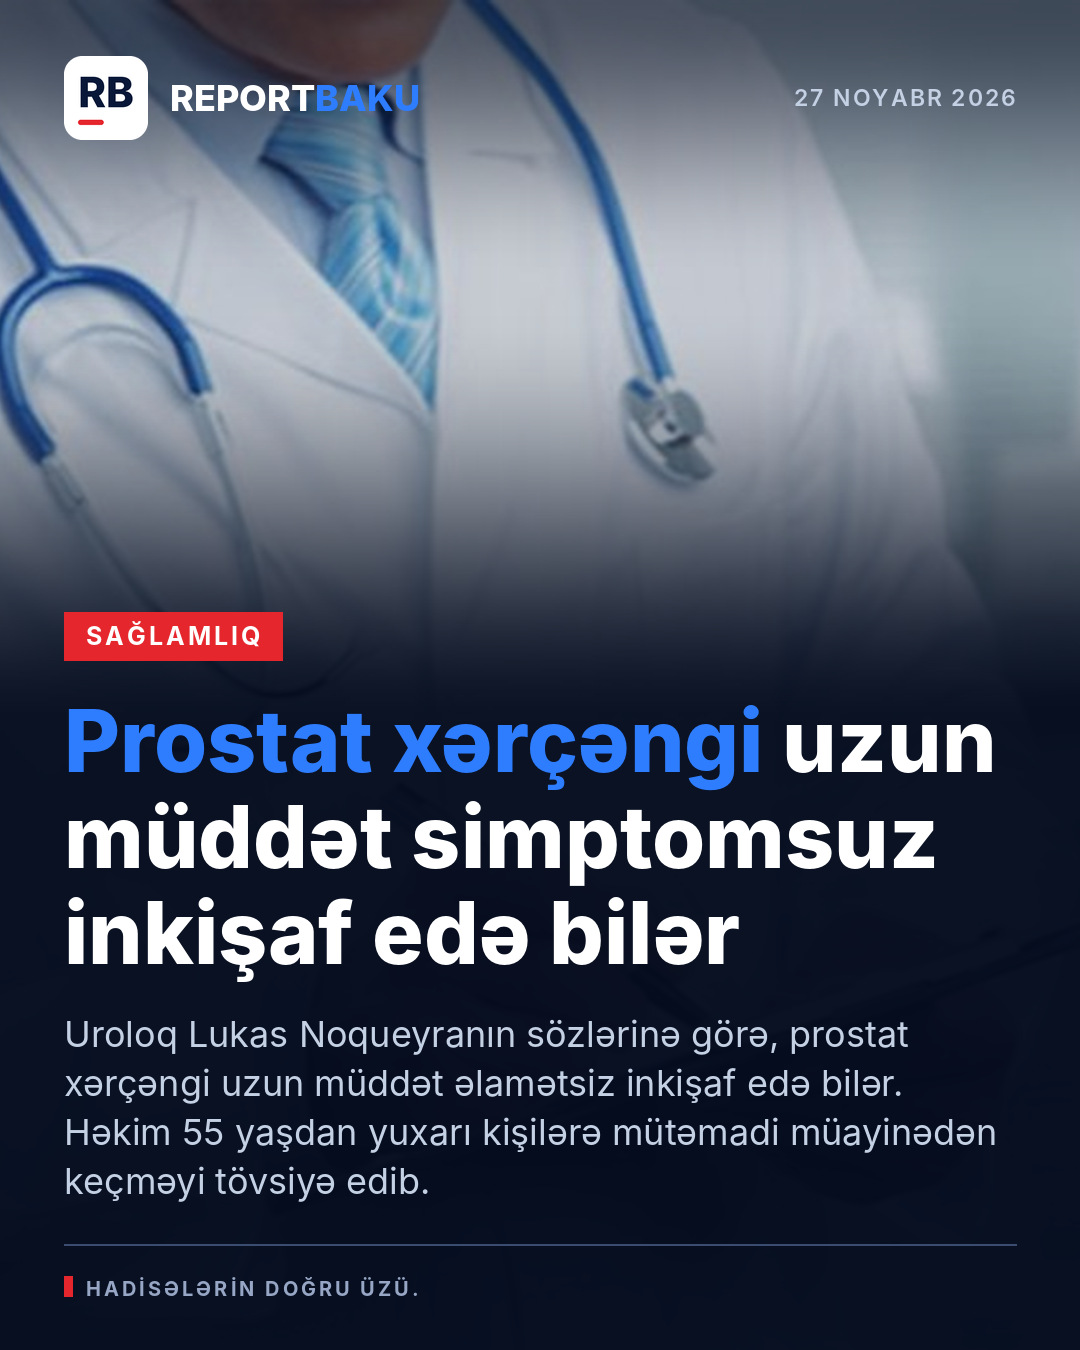 RB
REPORTBAKU
27 NOYABR 2026
SAĞLAMLIQ
Prostat xərçəngi uzun
müddət simptomsuz
inkişaf edə bilər
Uroloq Lukas Noqueyranın sözlərinə görə, prostat
xərçəngi uzun müddət əlamətsiz inkişaf edə bilər.
Həkim 55 yaşdan yuxarı kişilərə mütəmadi müayinədən
keçməyi tövsiyə edib.
HADİSƏLƏRİN DOĞRU ÜZÜ.